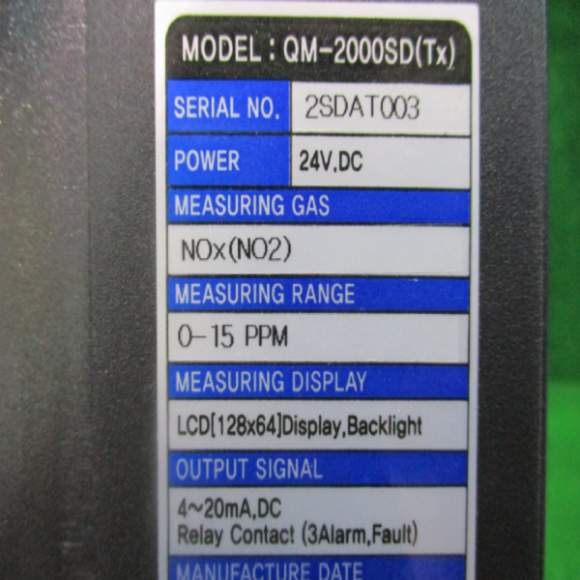 MODEL : QM-2000SD(Tx)
SERIAL NO. 2SDAT003
POWER 24V.DC
MEASURING GAS
NOx(NO2)
MEASURING RANGE
0-15 PPM
MEASURING DISPLAY
LCD[128x64]Display,Backlight
OUTPUT SIGNAL
4~20mA,DC
Relay Contact (3Alarm,Fault)
MANUFACTURE DATE